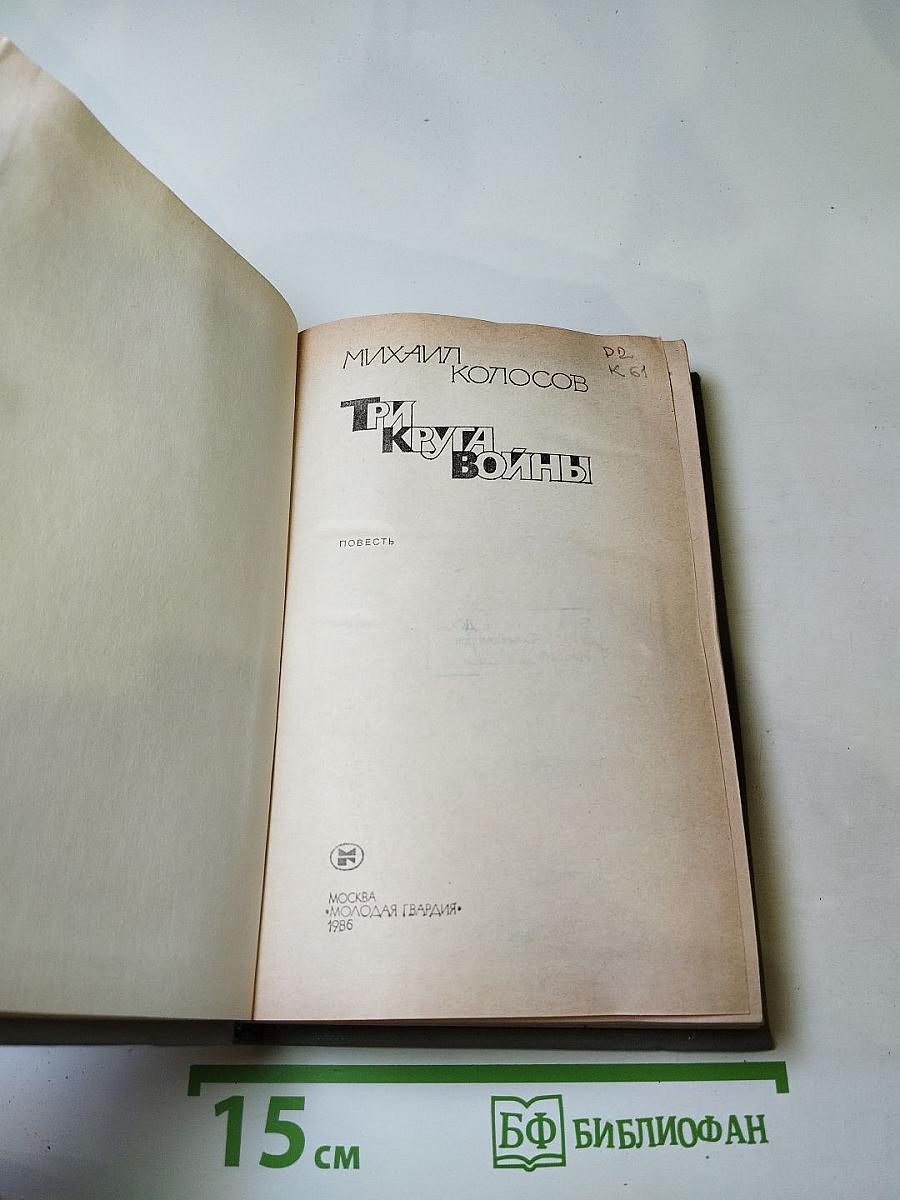 МИХАИЛ
КОЛОСОВ
Р2
К 61
ТРИ
КРУГА
ВОЙНЫ
ПОВЕСТЬ
МОСКВА
«МОЛОДАЯ ГВАРДИЯ»
1986
15 см
БФ БИБЛИОФАН